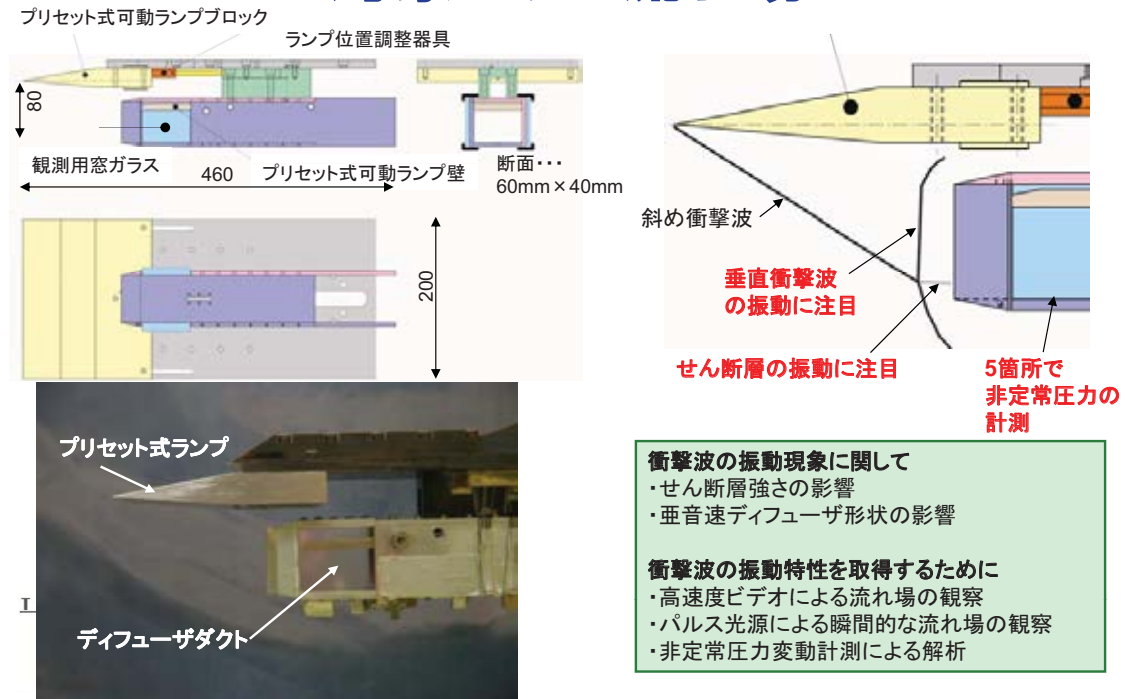 プリセット式可動ランプブロック
ランプ位置調整器具
80
観測用窓ガラス
460
プリセット式可動ランプ壁
断面・・・
60mm×40mm
200
斜め衝撃波
垂直衝撃波
の振動に注目
せん断層の振動に注目
5箇所で
非定常圧力の
計測
プリセット式ランプ
ディフューザダクト
衝撃波の振動現象に関して
・せん断層強さの影響
・亜音速ディフューザ形状の影響
衝撃波の振動特性を取得するために
・高速度ビデオによる流れ場の観察
・パルス光源による瞬間的な流れ場の観察
・非定常圧力変動計測による解析